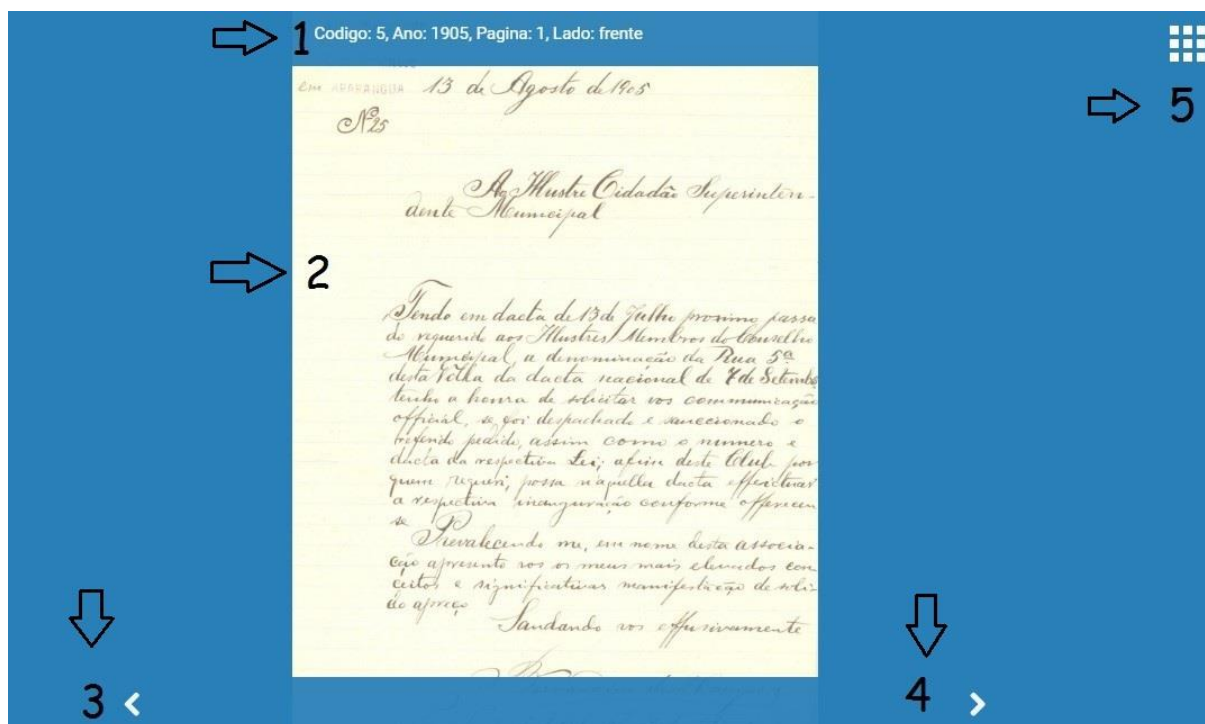 1 Codigo: 5, Ano: 1905, Pagina: 1, Lado: frente
em ARARANGUA 13 de Agosto de 1905
Nº 25
5
Ao Illustre Cidadão Superinten-
dente Municipal
2
Tendo em dacta de 13 de Julho proximo passa
do requerido aos Illustres Membros do Conselho
Municipal, a denominação da Rua 5ª
desta Villa da dacta nacional de 7 de Setembro
tenho a honra de solicitar vos communicação
official, se foi despachado e sanccionado o
referido pedido, assim como o numero e
dacta da respectiva Lei; afim deste Club por
quem requeri, possa n'aquella dacta effectuar
a respectiva inauguração conforme offereceu
se
Prevalecendo me, em nome desta associa-
ção apresento vos os meus mais elevados con
ceitos e significativas manifestação de soli
do apreço
Saudando vos effusivamente
3
4